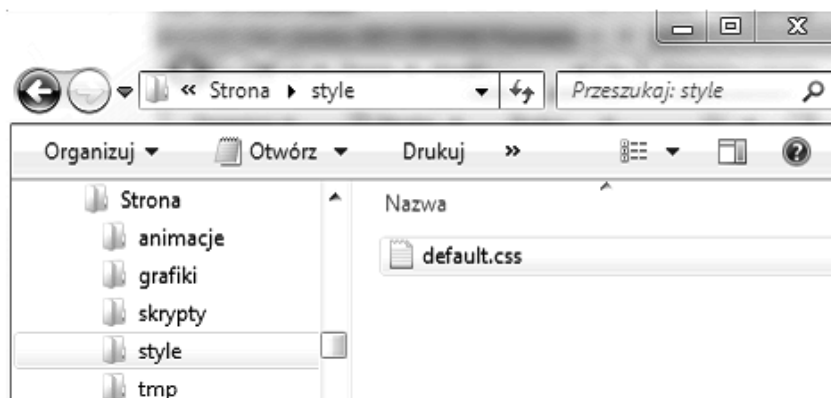 « Strona ▸ style
Przeszukaj: style
Organizuj Otwórz Drukuj »
Strona
animacje
grafiki
skrypty
style
tmp
Nazwa
default.css